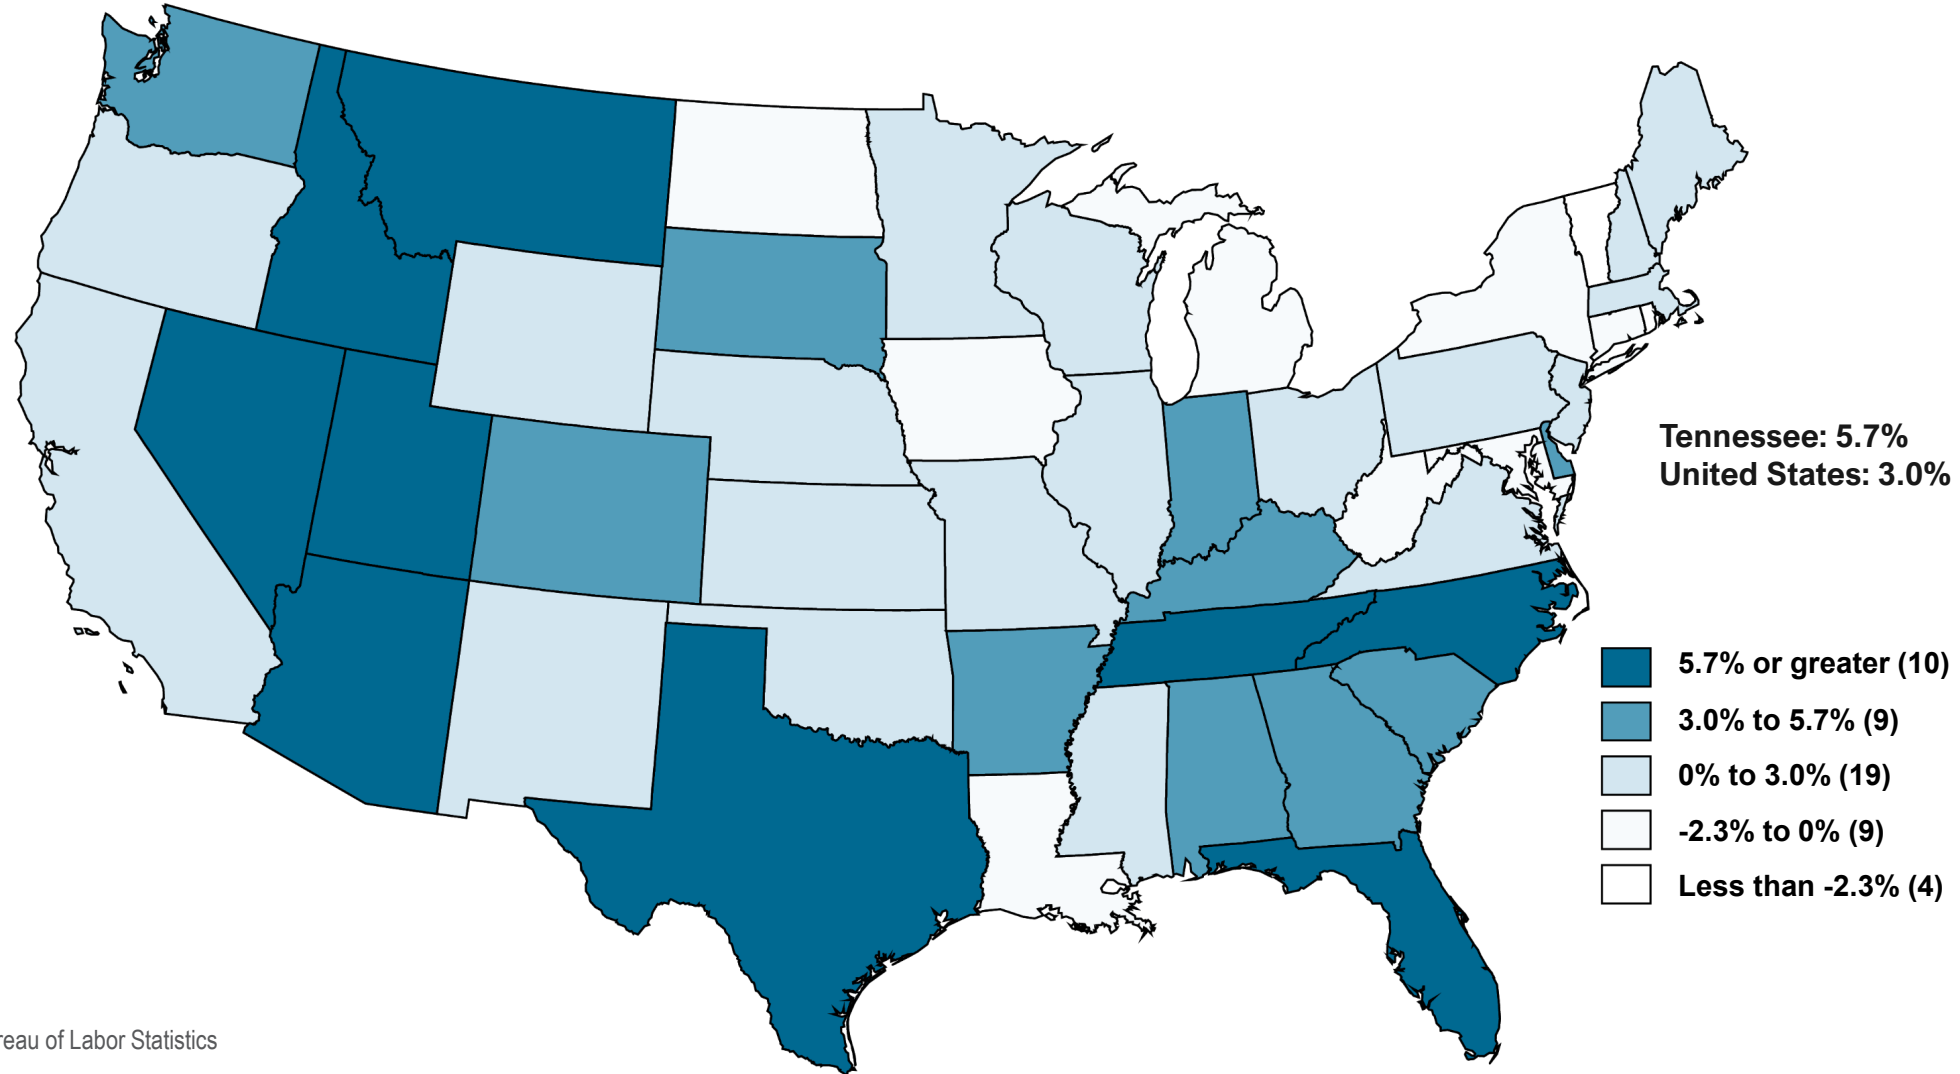 Tennessee: 5.7%
United States: 3.0%
5.7% or greater (10)
3.0% to 5.7% (9)
0% to 3.0% (19)
-2.3% to 0% (9)
Less than -2.3% (4)
reau of Labor Statistics